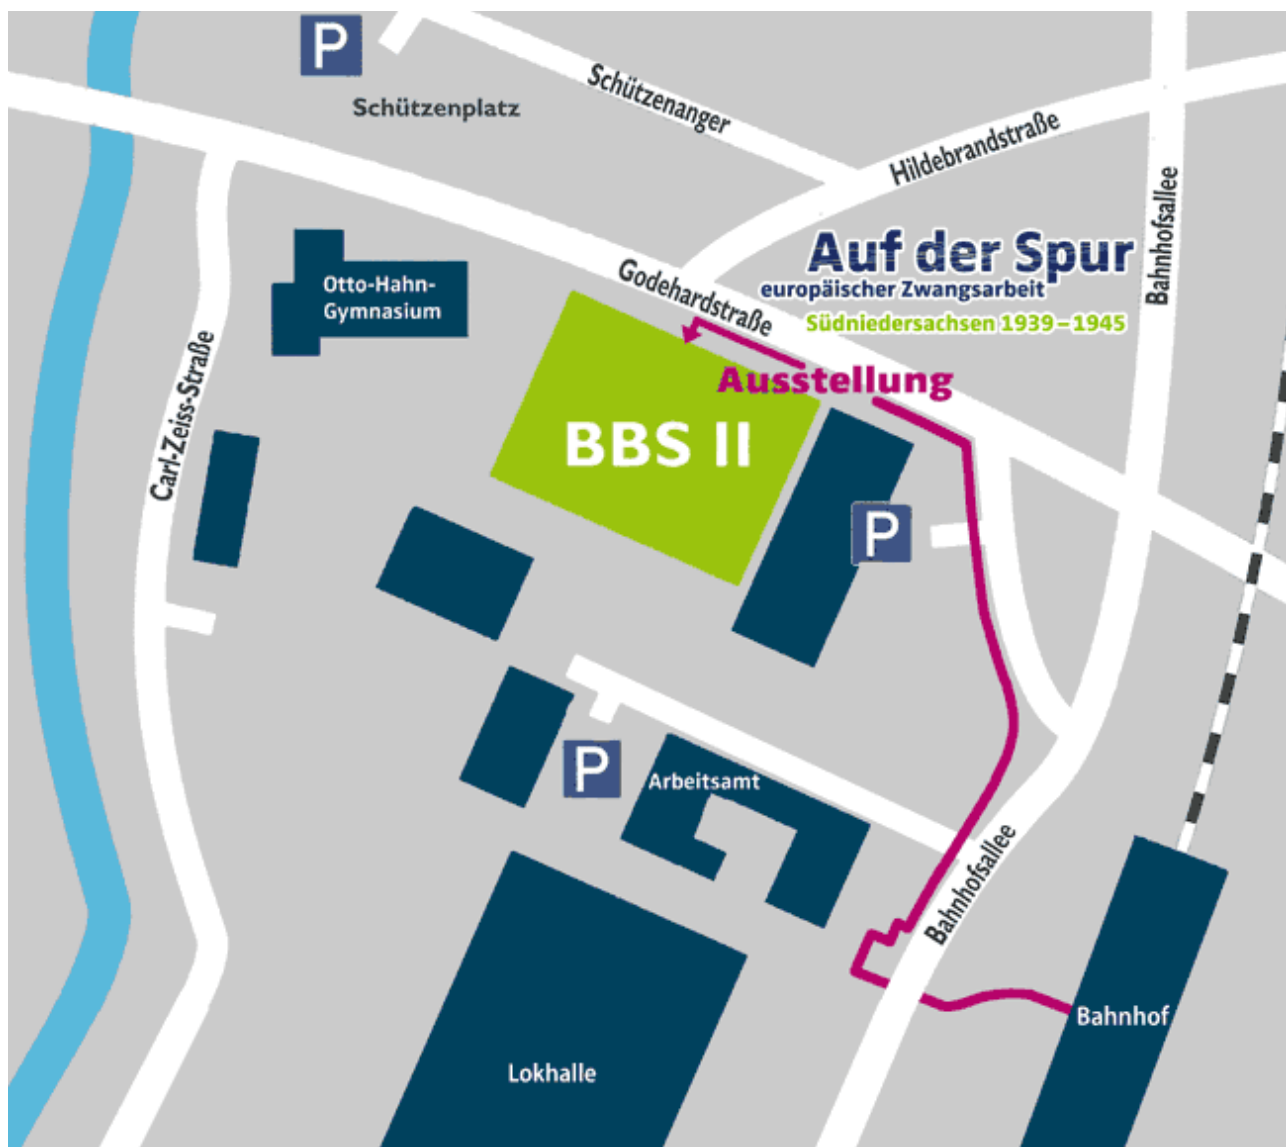 P
Schützenplatz
Schützenanger
Hildebrandstraße
Bahnhofsallee
Auf der Spur
europäischer Zwangsarbeit
Südniedersachsen 1939–1945
Godehardstraße
Otto-Hahn-
Gymnasium
Ausstellung
Carl-Zeiss-Straße
BBS II
P
P
Arbeitsamt
Bahnhofsallee
Bahnhof
Lokhalle